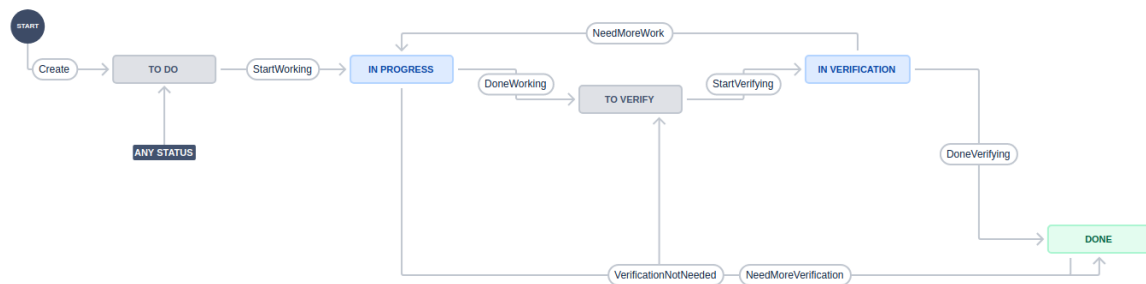 START
NeedMoreWork
Create
TO DO
StartWorking
IN PROGRESS
DoneWorking
TO VERIFY
StartVerifying
IN VERIFICATION
ANY STATUS
DoneVerifying
DONE
VerificationNotNeeded
NeedMoreVerification